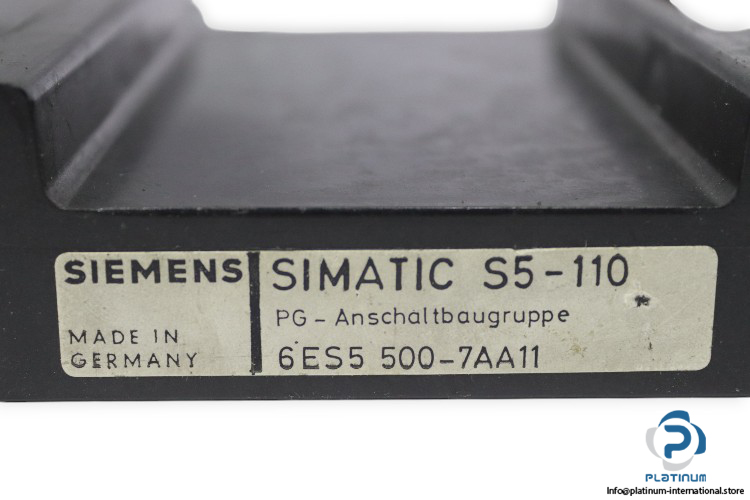 SIEMENS
MADE IN
GERMANY
SIMATIC S5-110
PG-Anschaltbaugruppe
6ES5 500-7AA11
PLATINUM
Info@platinum-international.store